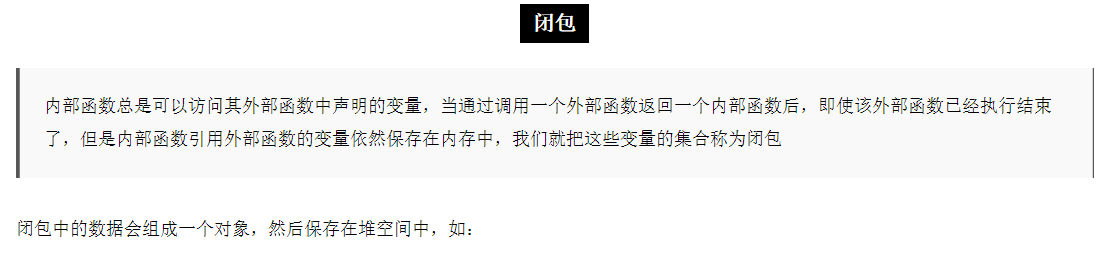 闭包
内部函数总是可以访问其外部函数中声明的变量，当通过调用一个外部函数返回一个内部函数后，即使该外部函数已经执行结束
了，但是内部函数引用外部函数的变量依然保存在内存中，我们就把这些变量的集合称为闭包
闭包中的数据会组成一个对象，然后保存在堆空间中，如：